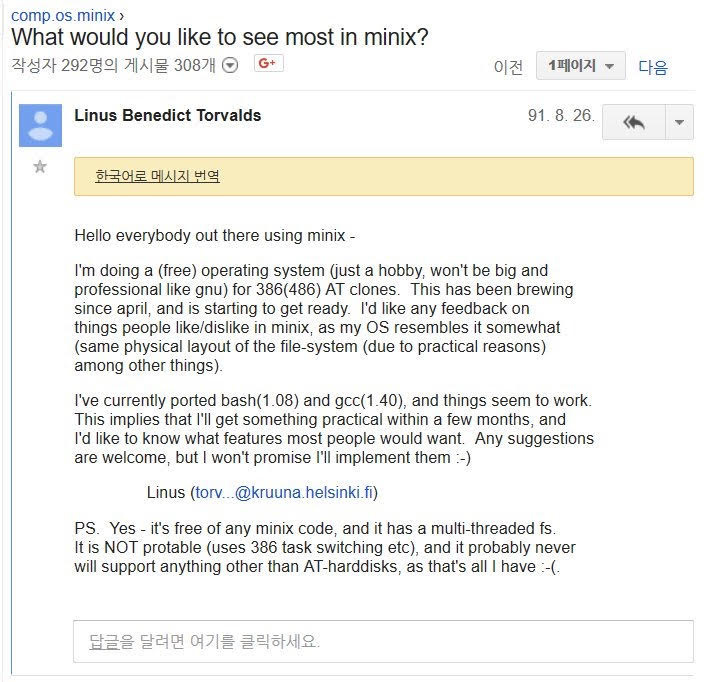 comp.os.minix ›
What would you like to see most in minix?
작성자 292명의 게시물 308개
G+
이전 1페이지 다음
Linus Benedict Torvalds 91. 8. 26.
한국어로 메시지 번역
Hello everybody out there using minix -
I'm doing a (free) operating system (just a hobby, won't be big and
professional like gnu) for 386(486) AT clones.  This has been brewing
since april, and is starting to get ready.  I'd like any feedback on
things people like/dislike in minix, as my OS resembles it somewhat
(same physical layout of the file-system (due to practical reasons)
among other things).
I've currently ported bash(1.08) and gcc(1.40), and things seem to work.
This implies that I'll get something practical within a few months, and
I'd like to know what features most people would want.  Any suggestions
are welcome, but I won't promise I'll implement them :-)
Linus (torv...@kruuna.helsinki.fi)
PS.  Yes - it's free of any minix code, and it has a multi-threaded fs.
It is NOT protable (uses 386 task switching etc), and it probably never
will support anything other than AT-harddisks, as that's all I have :-(.
답글을 달려면 여기를 클릭하세요.